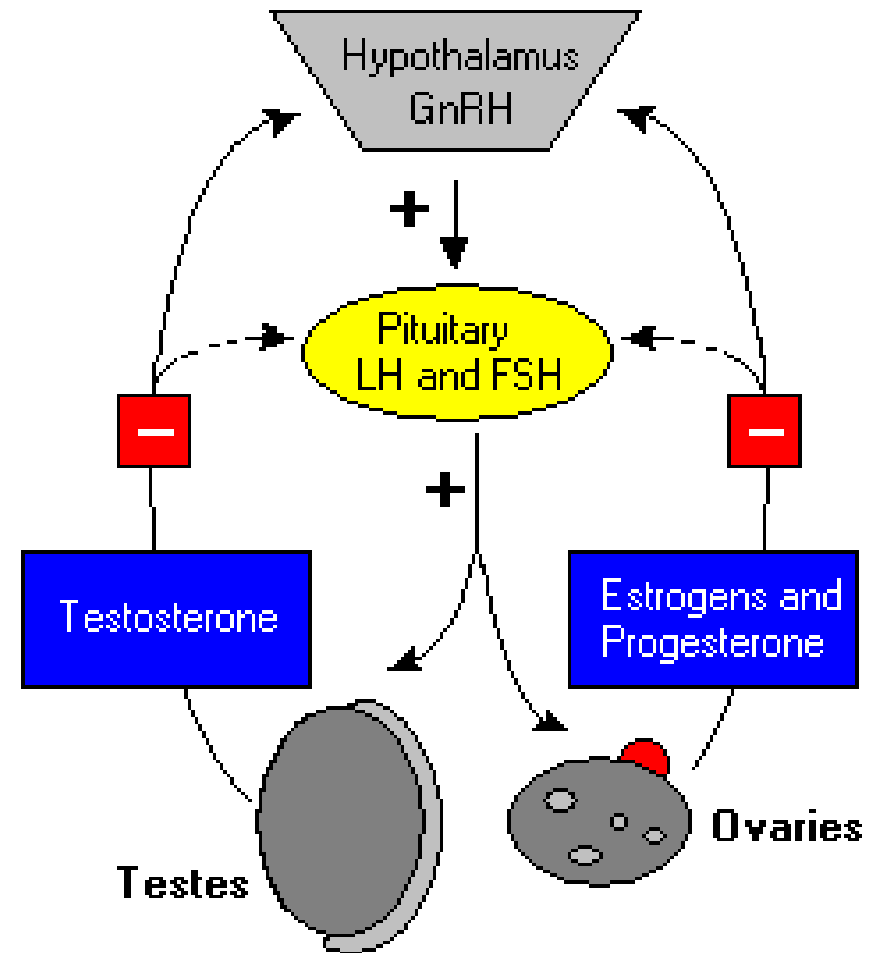 Hypothalamus
GnRH
+
Pituitary
LH and FSH
−
−
+
Testosterone
Estrogens and
Progesterone
Ovaries
Testes